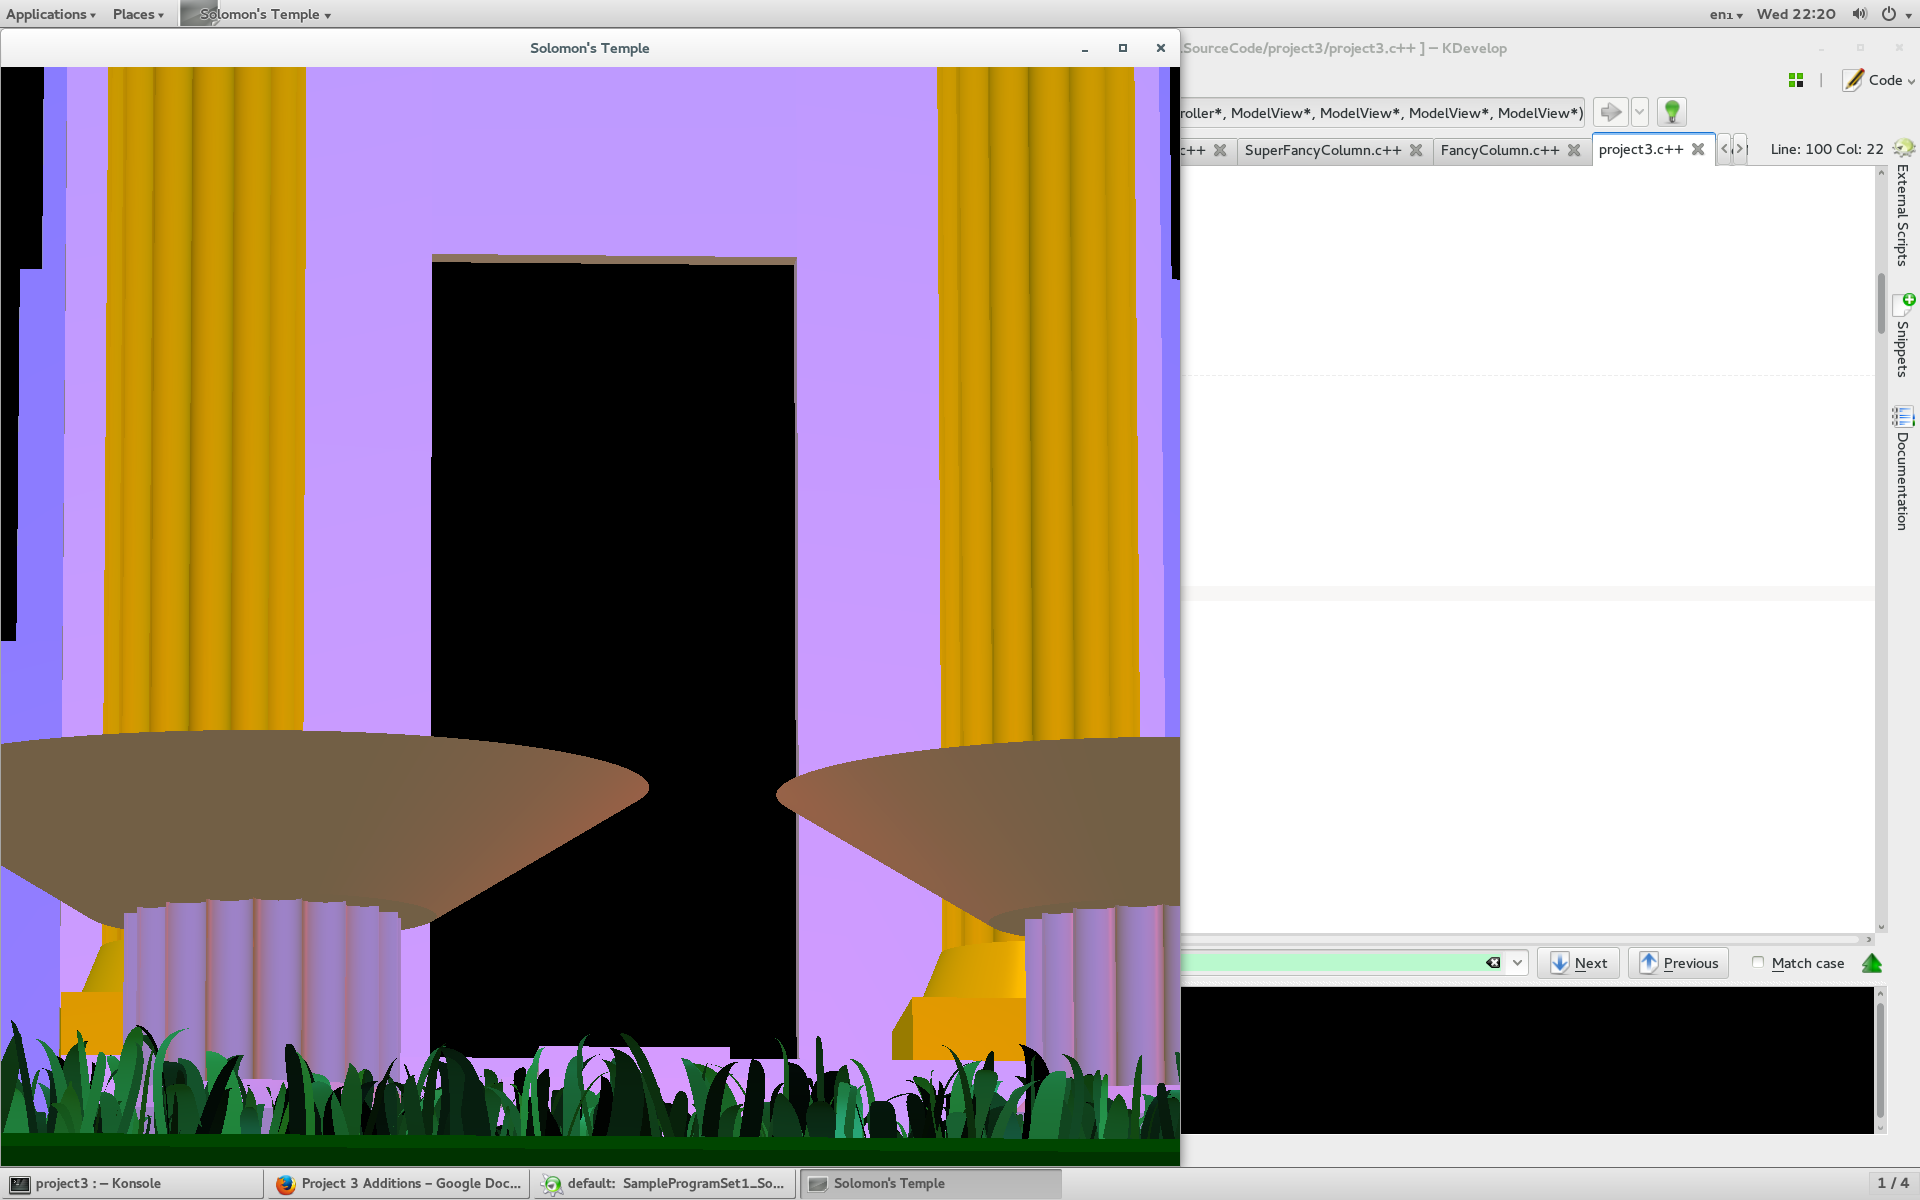 Applications Places Solomon's Temple en1 Wed 22:20
Solomon's Temple
SourceCode/project3/project3.c++ ] — KDevelop
Code
roller*, ModelView*, ModelView*, ModelView*, ModelView*)
c++ SuperFancyColumn.c++ FancyColumn.c++ project3.c++ Line: 100 Col: 22
External Scripts
Snippets
Documentation
Next Previous Match case
project3 : — Konsole Project 3 Additions – Google Doc... default: SampleProgramSet1_So... Solomon's Temple 1 / 4